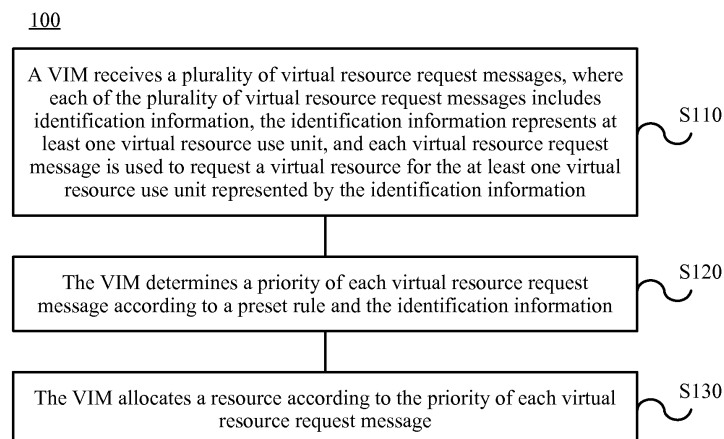 100
A VIM receives a plurality of virtual resource request messages, where
each of the plurality of virtual resource request messages includes
identification information, the identification information represents at
least one virtual resource use unit, and each virtual resource request
message is used to request a virtual resource for the at least one virtual
resource use unit represented by the identification information
S110
The VIM determines a priority of each virtual resource request
message according to a preset rule and the identification information
S120
The VIM allocates a resource according to the priority of each virtual
resource request message
S130